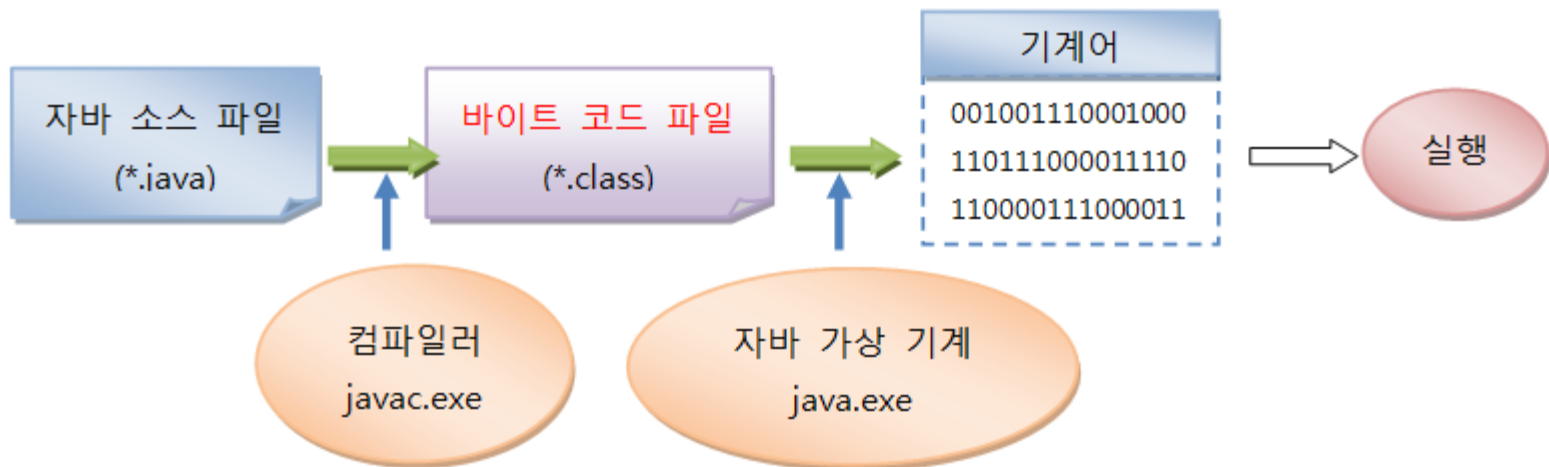 자바 소스 파일
(*.java)
바이트 코드 파일
(*.class)
기계어
001001110001000
110111000011110
110000111000011
실행
컴파일러
javac.exe
자바 가상 기계
java.exe